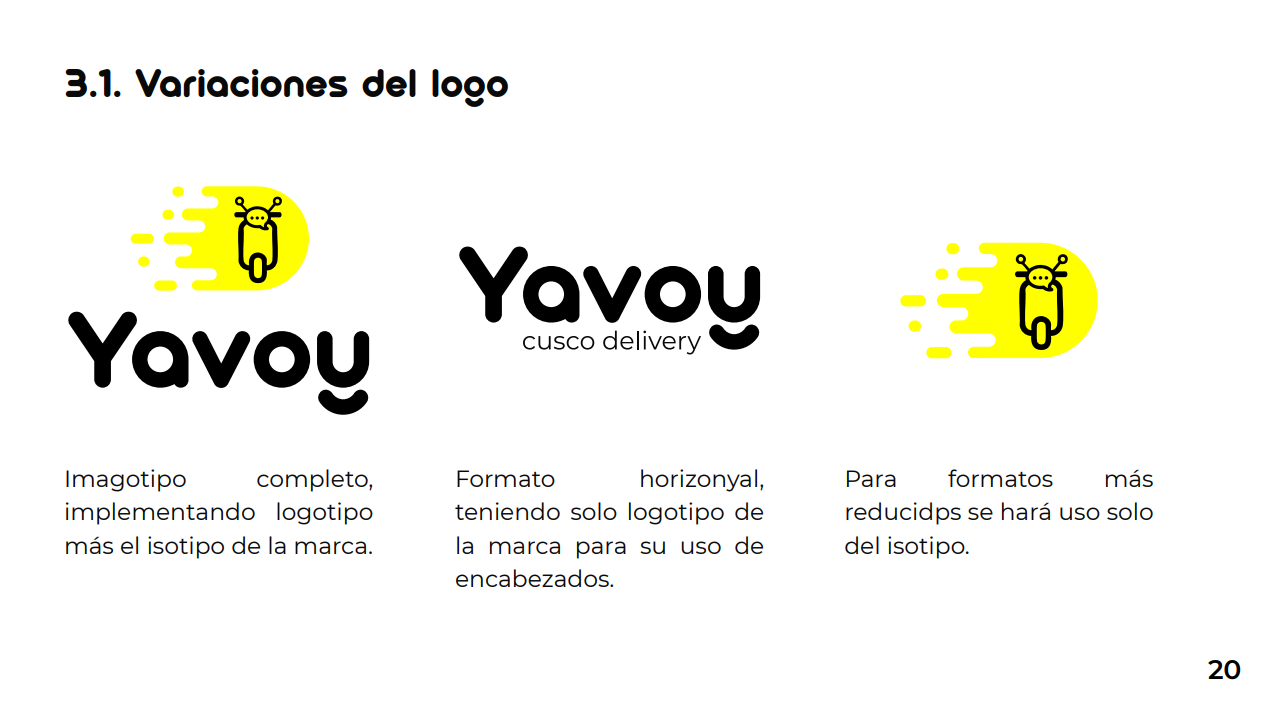 3.1. Variaciones del logo
Yavoy
Imagotipo completo,
implementando logotipo
más el isotipo de la marca.
Yavoy
cusco delivery
Formato horizonyal,
teniendo solo logotipo de
la marca para su uso de
encabezados.
Para formatos más
reducidps se hará uso solo
del isotipo.
20